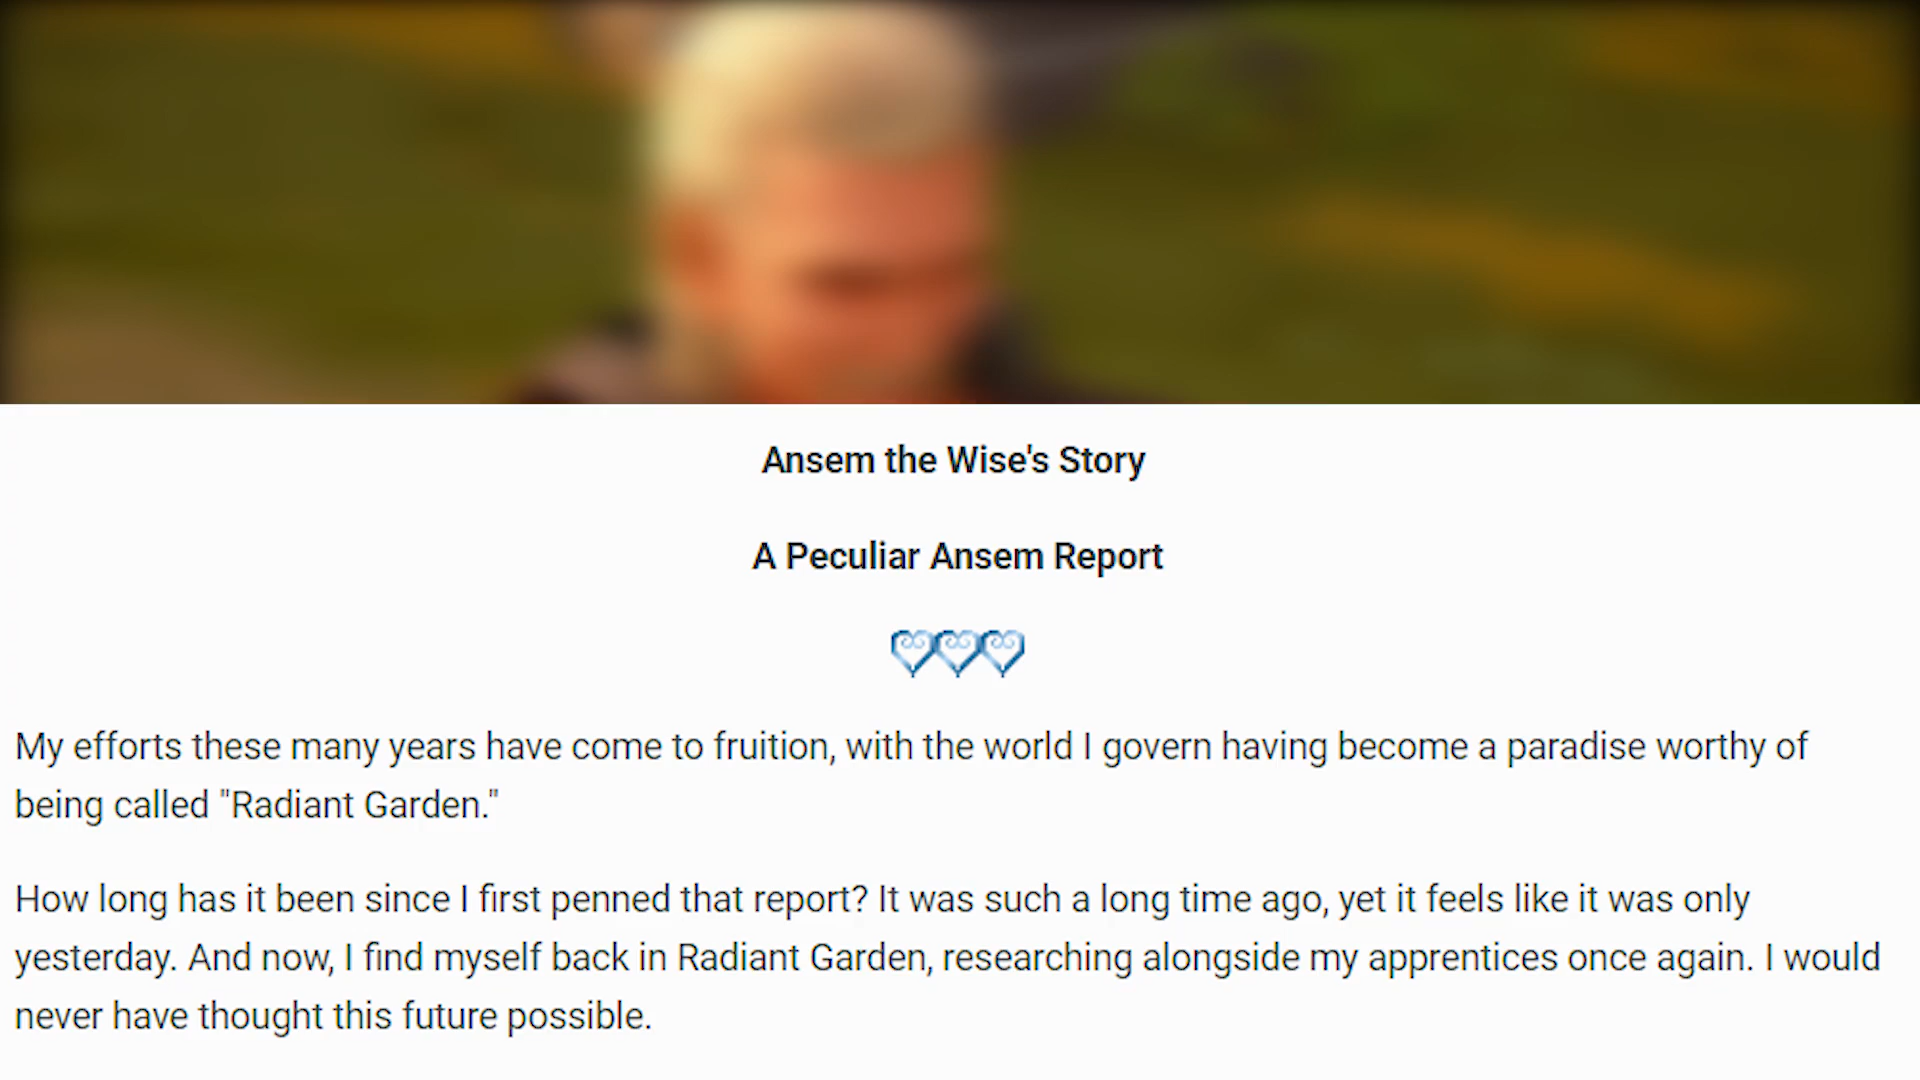 Ansem the Wise's Story
A Peculiar Ansem Report
My efforts these many years have come to fruition, with the world I govern having become a paradise worthy of
being called "Radiant Garden."
How long has it been since I first penned that report? It was such a long time ago, yet it feels like it was only
yesterday. And now, I find myself back in Radiant Garden, researching alongside my apprentices once again. I would
never have thought this future possible.